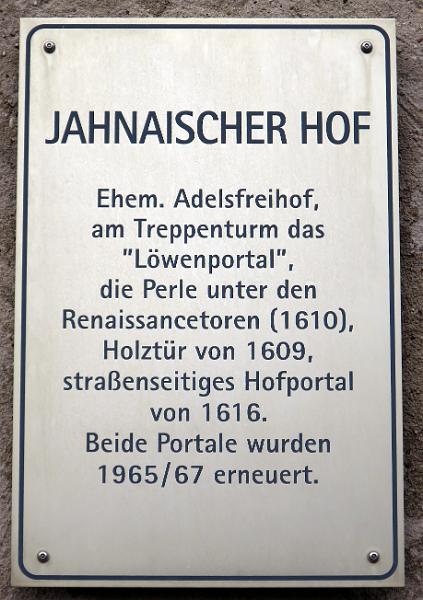 JAHNAISCHER HOF
Ehem. Adelsfreihof,
am Treppenturm das
"Löwenportal",
die Perle unter den
Renaissancetoren (1610),
Holztür von 1609,
straßenseitiges Hofportal
von 1616.
Beide Portale wurden
1965/67 erneuert.